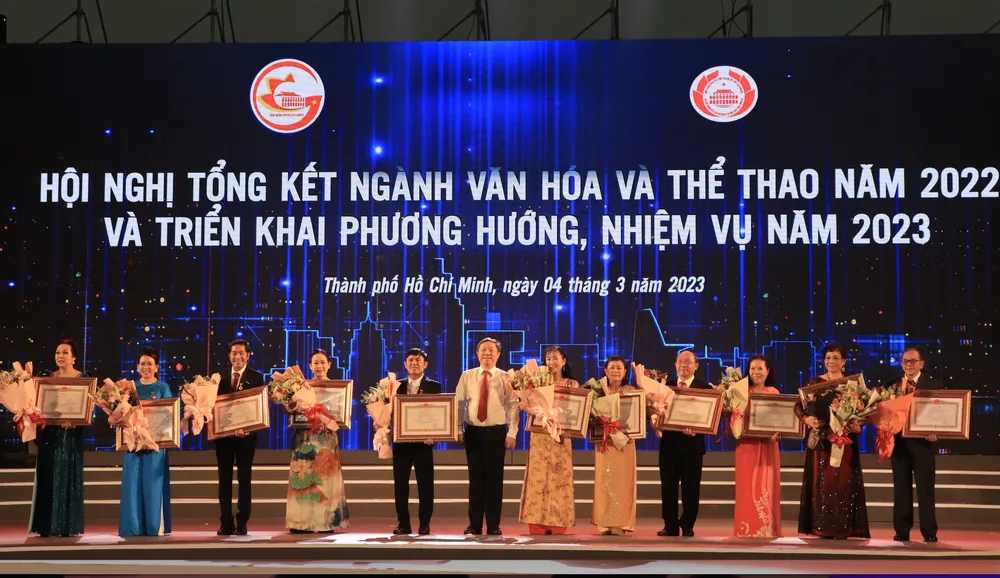 HỘI NGHỊ TỔNG KẾT NGÀNH VĂN HÓA VÀ THỂ THAO NĂM 2022
VÀ TRIỂN KHAI PHƯƠNG HƯỚNG, NHIỆM VỤ NĂM 2023
Thành phố Hồ Chí Minh, ngày 04 tháng 3 năm 2023